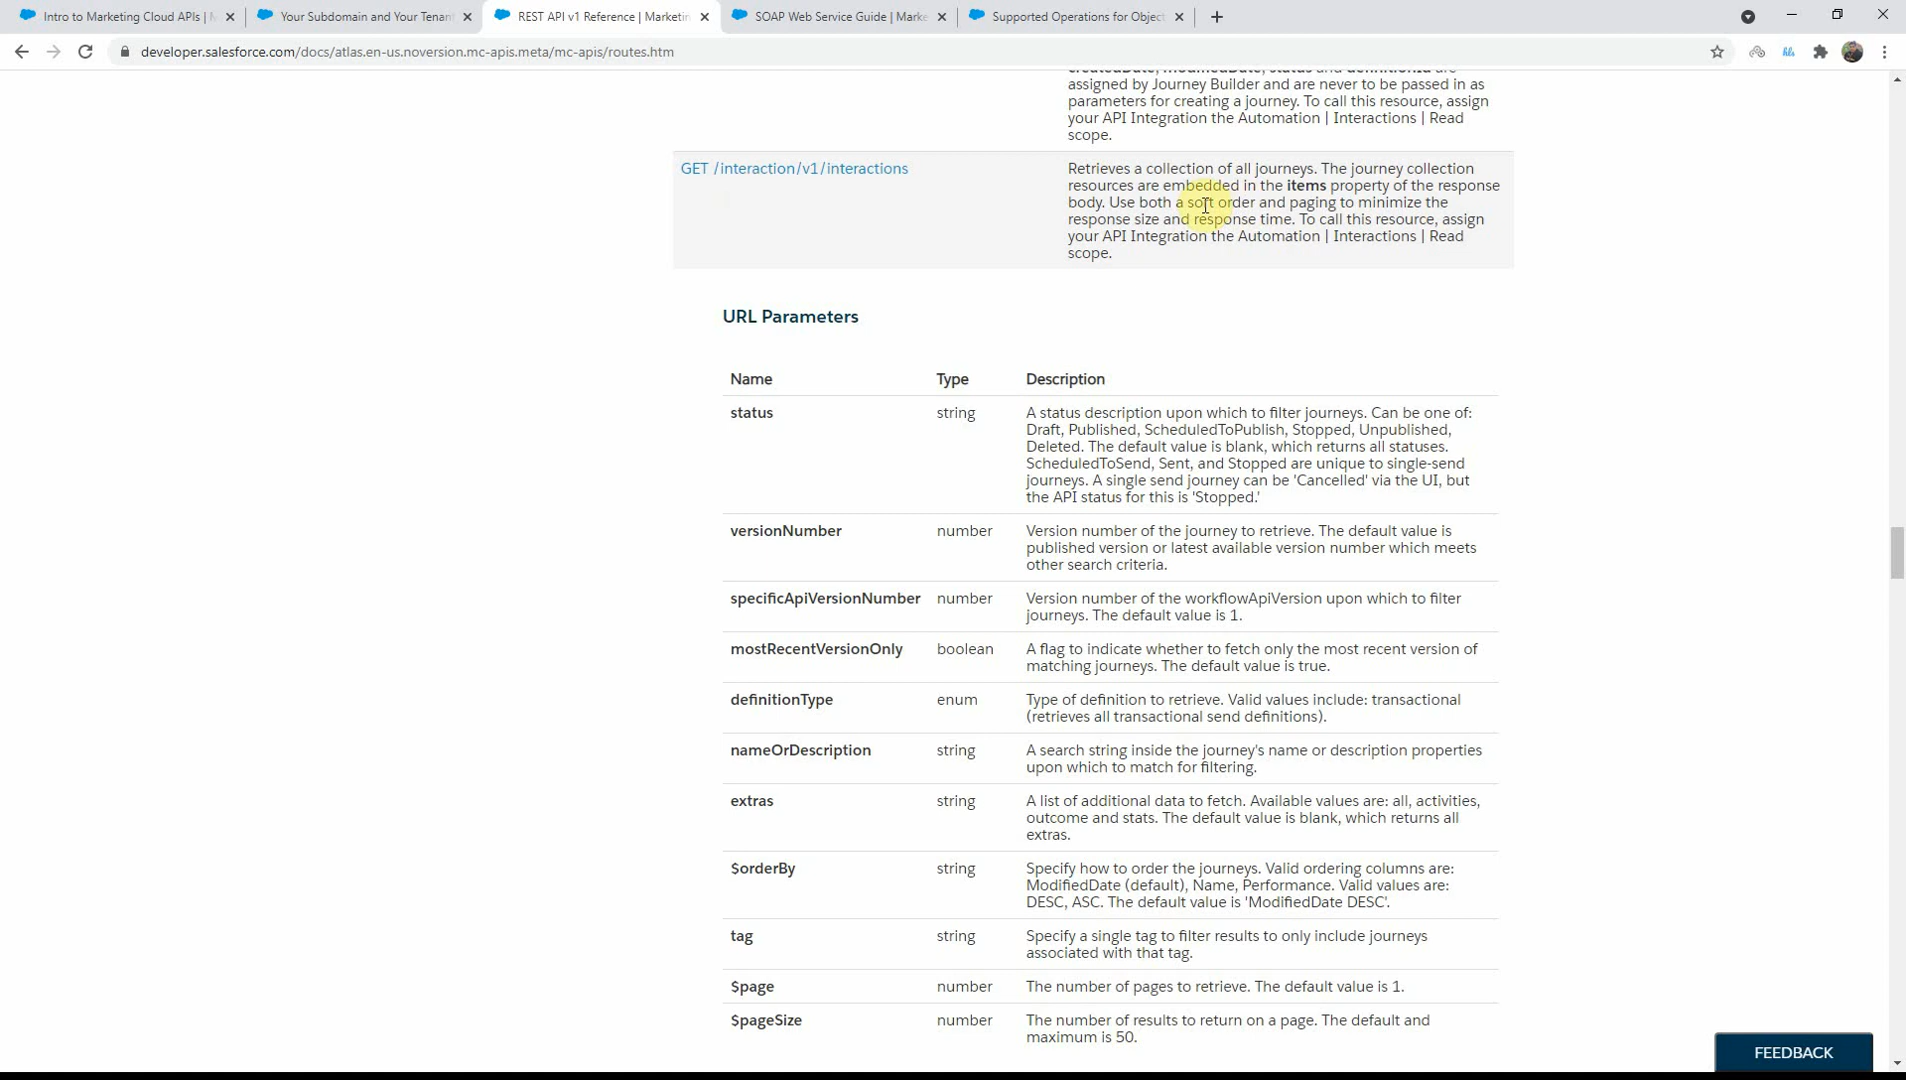 Intro to Marketing Cloud APIs |
Your Subdomain and Your Tenant
REST API v1 Reference | Marketin
SOAP Web Service Guide | Marke
Supported Operations for Object
developer.salesforce.com/docs/atlas.en-us.noversion.mc-apis.meta/mc-apis/routes.htm
createdDate, modifiedDate, status and definitionId are
assigned by Journey Builder and are never to be passed in as
parameters for creating a journey. To call this resource, assign
your API Integration the Automation | Interactions | Read
scope.
GET /interaction/v1/interactions
Retrieves a collection of all journeys. The journey collection
resources are embedded in the items property of the response
body. Use both a sort order and paging to minimize the
response size and response time. To call this resource, assign
your API Integration the Automation | Interactions | Read
scope.
URL Parameters
Name Type Description
status string A status description upon which to filter journeys. Can be one of:
Draft, Published, ScheduledToPublish, Stopped, Unpublished,
Deleted. The default value is blank, which returns all statuses.
ScheduledToSend, Sent, and Stopped are unique to single-send
journeys. A single send journey can be 'Cancelled' via the UI, but
the API status for this is 'Stopped.'
versionNumber number Version number of the journey to retrieve. The default value is
published version or latest available version number which meets
other search criteria.
specificApiVersionNumber number Version number of the workflowApiVersion upon which to filter
journeys. The default value is 1.
mostRecentVersionOnly boolean A flag to indicate whether to fetch only the most recent version of
matching journeys. The default value is true.
definitionType enum Type of definition to retrieve. Valid values include: transactional
(retrieves all transactional send definitions).
nameOrDescription string A search string inside the journey's name or description properties
upon which to match for filtering.
extras string A list of additional data to fetch. Available values are: all, activities,
outcome and stats. The default value is blank, which returns all
extras.
$orderBy string Specify how to order the journeys. Valid ordering columns are:
ModifiedDate (default), Name, Performance. Valid values are:
DESC, ASC. The default value is 'ModifiedDate DESC'.
tag string Specify a single tag to filter results to only include journeys
associated with that tag.
$page number The number of pages to retrieve. The default value is 1.
$pageSize number The number of results to return on a page. The default and
maximum is 50.
FEEDBACK